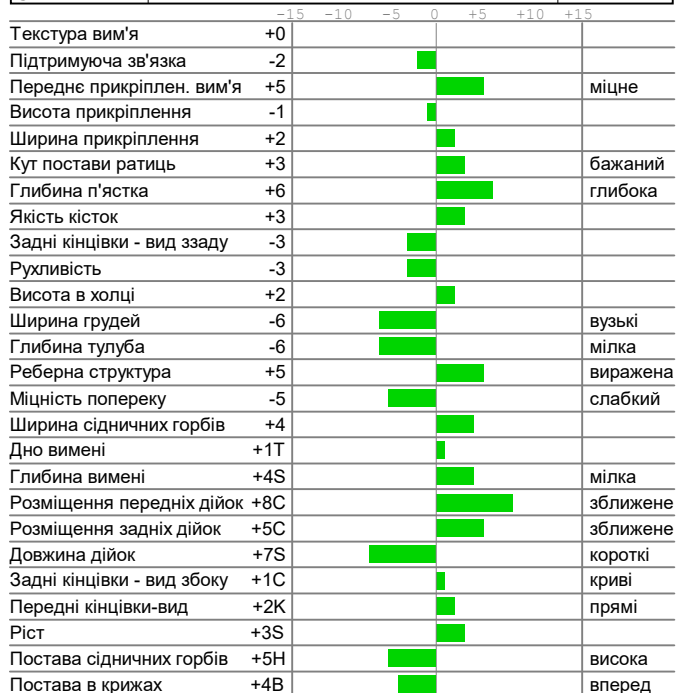 -15 -10 -5 0 +5 +10 +15
Текстура вим'я +0
Підтримуюча зв'язка -2
Переднє прикріплен. вим'я +5 міцне
Висота прикріплення -1
Ширина прикріплення +2
Кут постави ратиць +3 бажаний
Глибина п'ястка +6 глибока
Якість кісток +3
Задні кінцівки - вид ззаду -3
Рухливість -3
Висота в холці +2
Ширина грудей -6 вузькі
Глибина тулуба -6 мілка
Реберна структура +5 виражена
Міцність попереку -5 слабкий
Ширина сідничних горбів +4
Дно вимені +1T
Глибина вимені +4S мілка
Розміщення передніх дійок +8C зближене
Розміщення задніх дійок +5C зближене
Довжина дійок +7S короткі
Задні кінцівки - вид збоку +1C криві
Передні кінцівки-вид +2K прямі
Ріст +3S
Постава сідничних горбів +5H висока
Постава в крижах +4B вперед